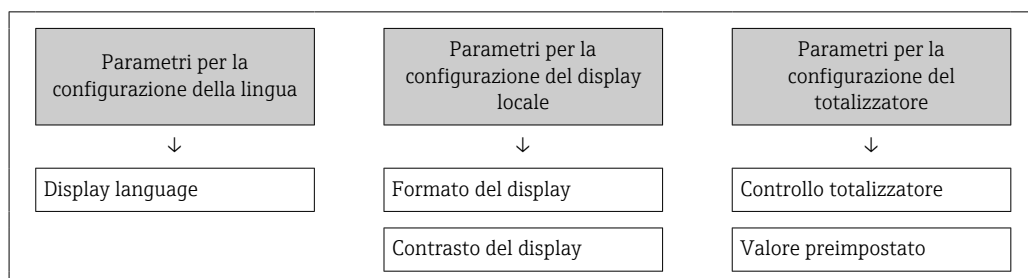 Parametri per la
configurazione della lingua
↓
Display language
Parametri per la
configurazione del display
locale
↓
Formato del display
Contrasto del display
Parametri per la
configurazione del
totalizzatore
↓
Controllo totalizzatore
Valore preimpostato